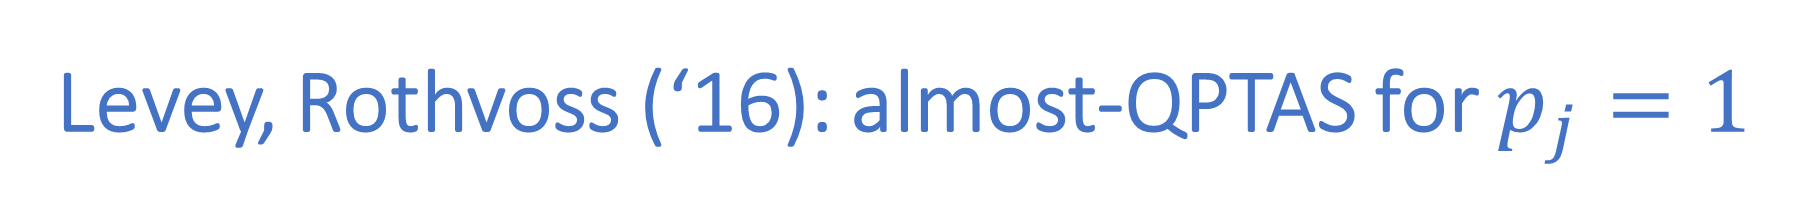 Levey, Rothvoss (‘16): almost-QPTAS for $p_j = 1$